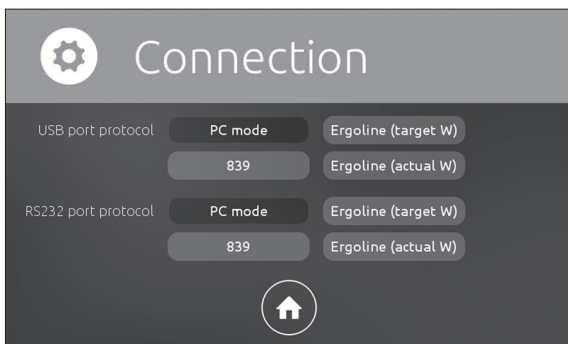 Connection
USB port protocol PC mode Ergoline (target W)
839 Ergoline (actual W)
RS232 port protocol PC mode Ergoline (target W)
839 Ergoline (actual W)